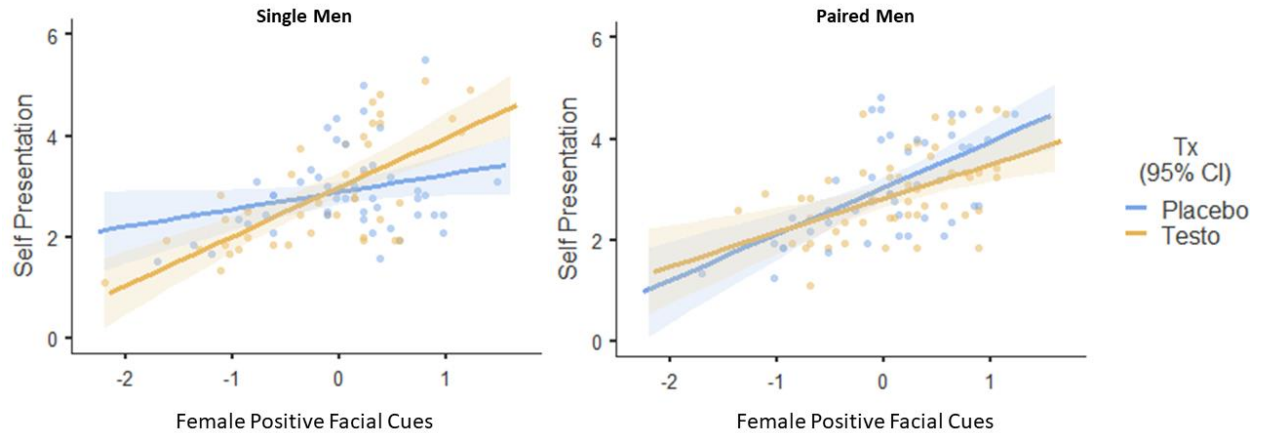 Single Men
Paired Men
6
4
2
0
Self Presentation
-2
-1
0
1
Female Positive Facial Cues
6
4
2
0
Self Presentation
-2
-1
0
1
Female Positive Facial Cues
Tx
(95% CI)
Placebo
Testo